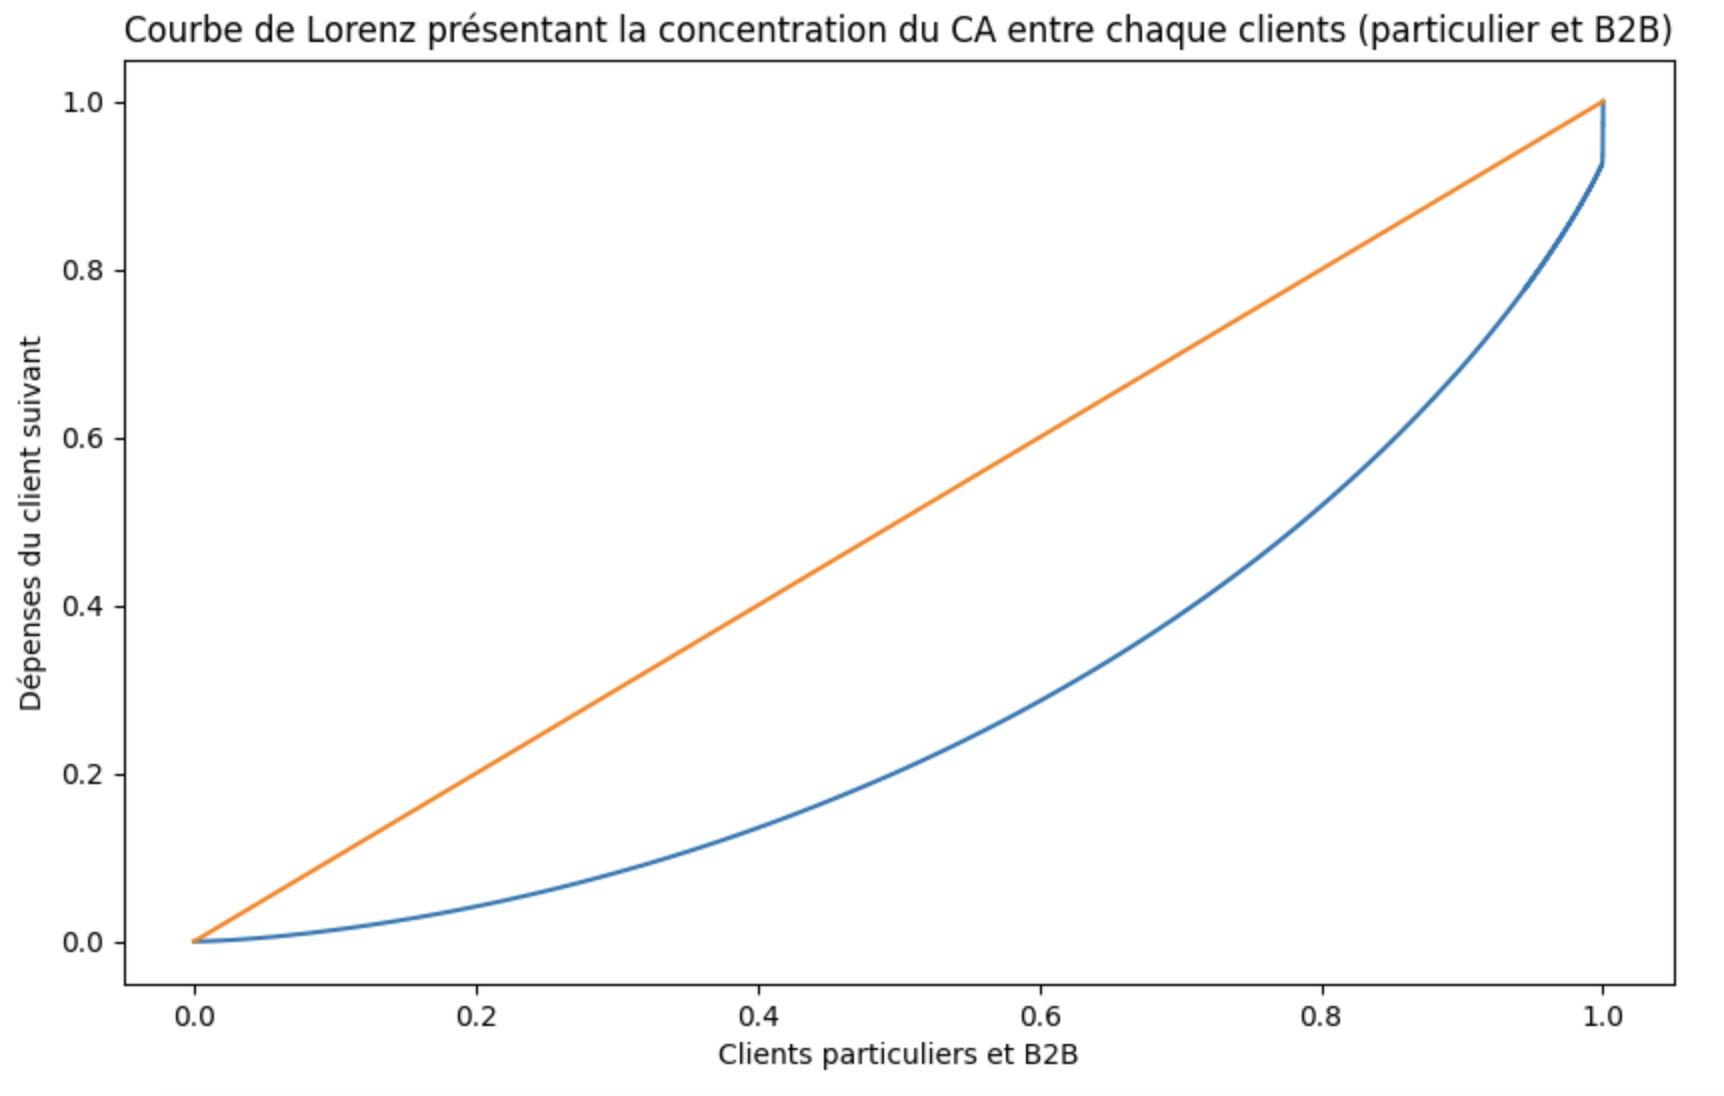 Courbe de Lorenz présentant la concentration du CA entre chaque clients (particulier et B2B)
1.0
0.8
0.6
0.4
0.2
0.0
Dépenses du client suivant
0.0 0.2 0.4 0.6 0.8 1.0
Clients particuliers et B2B